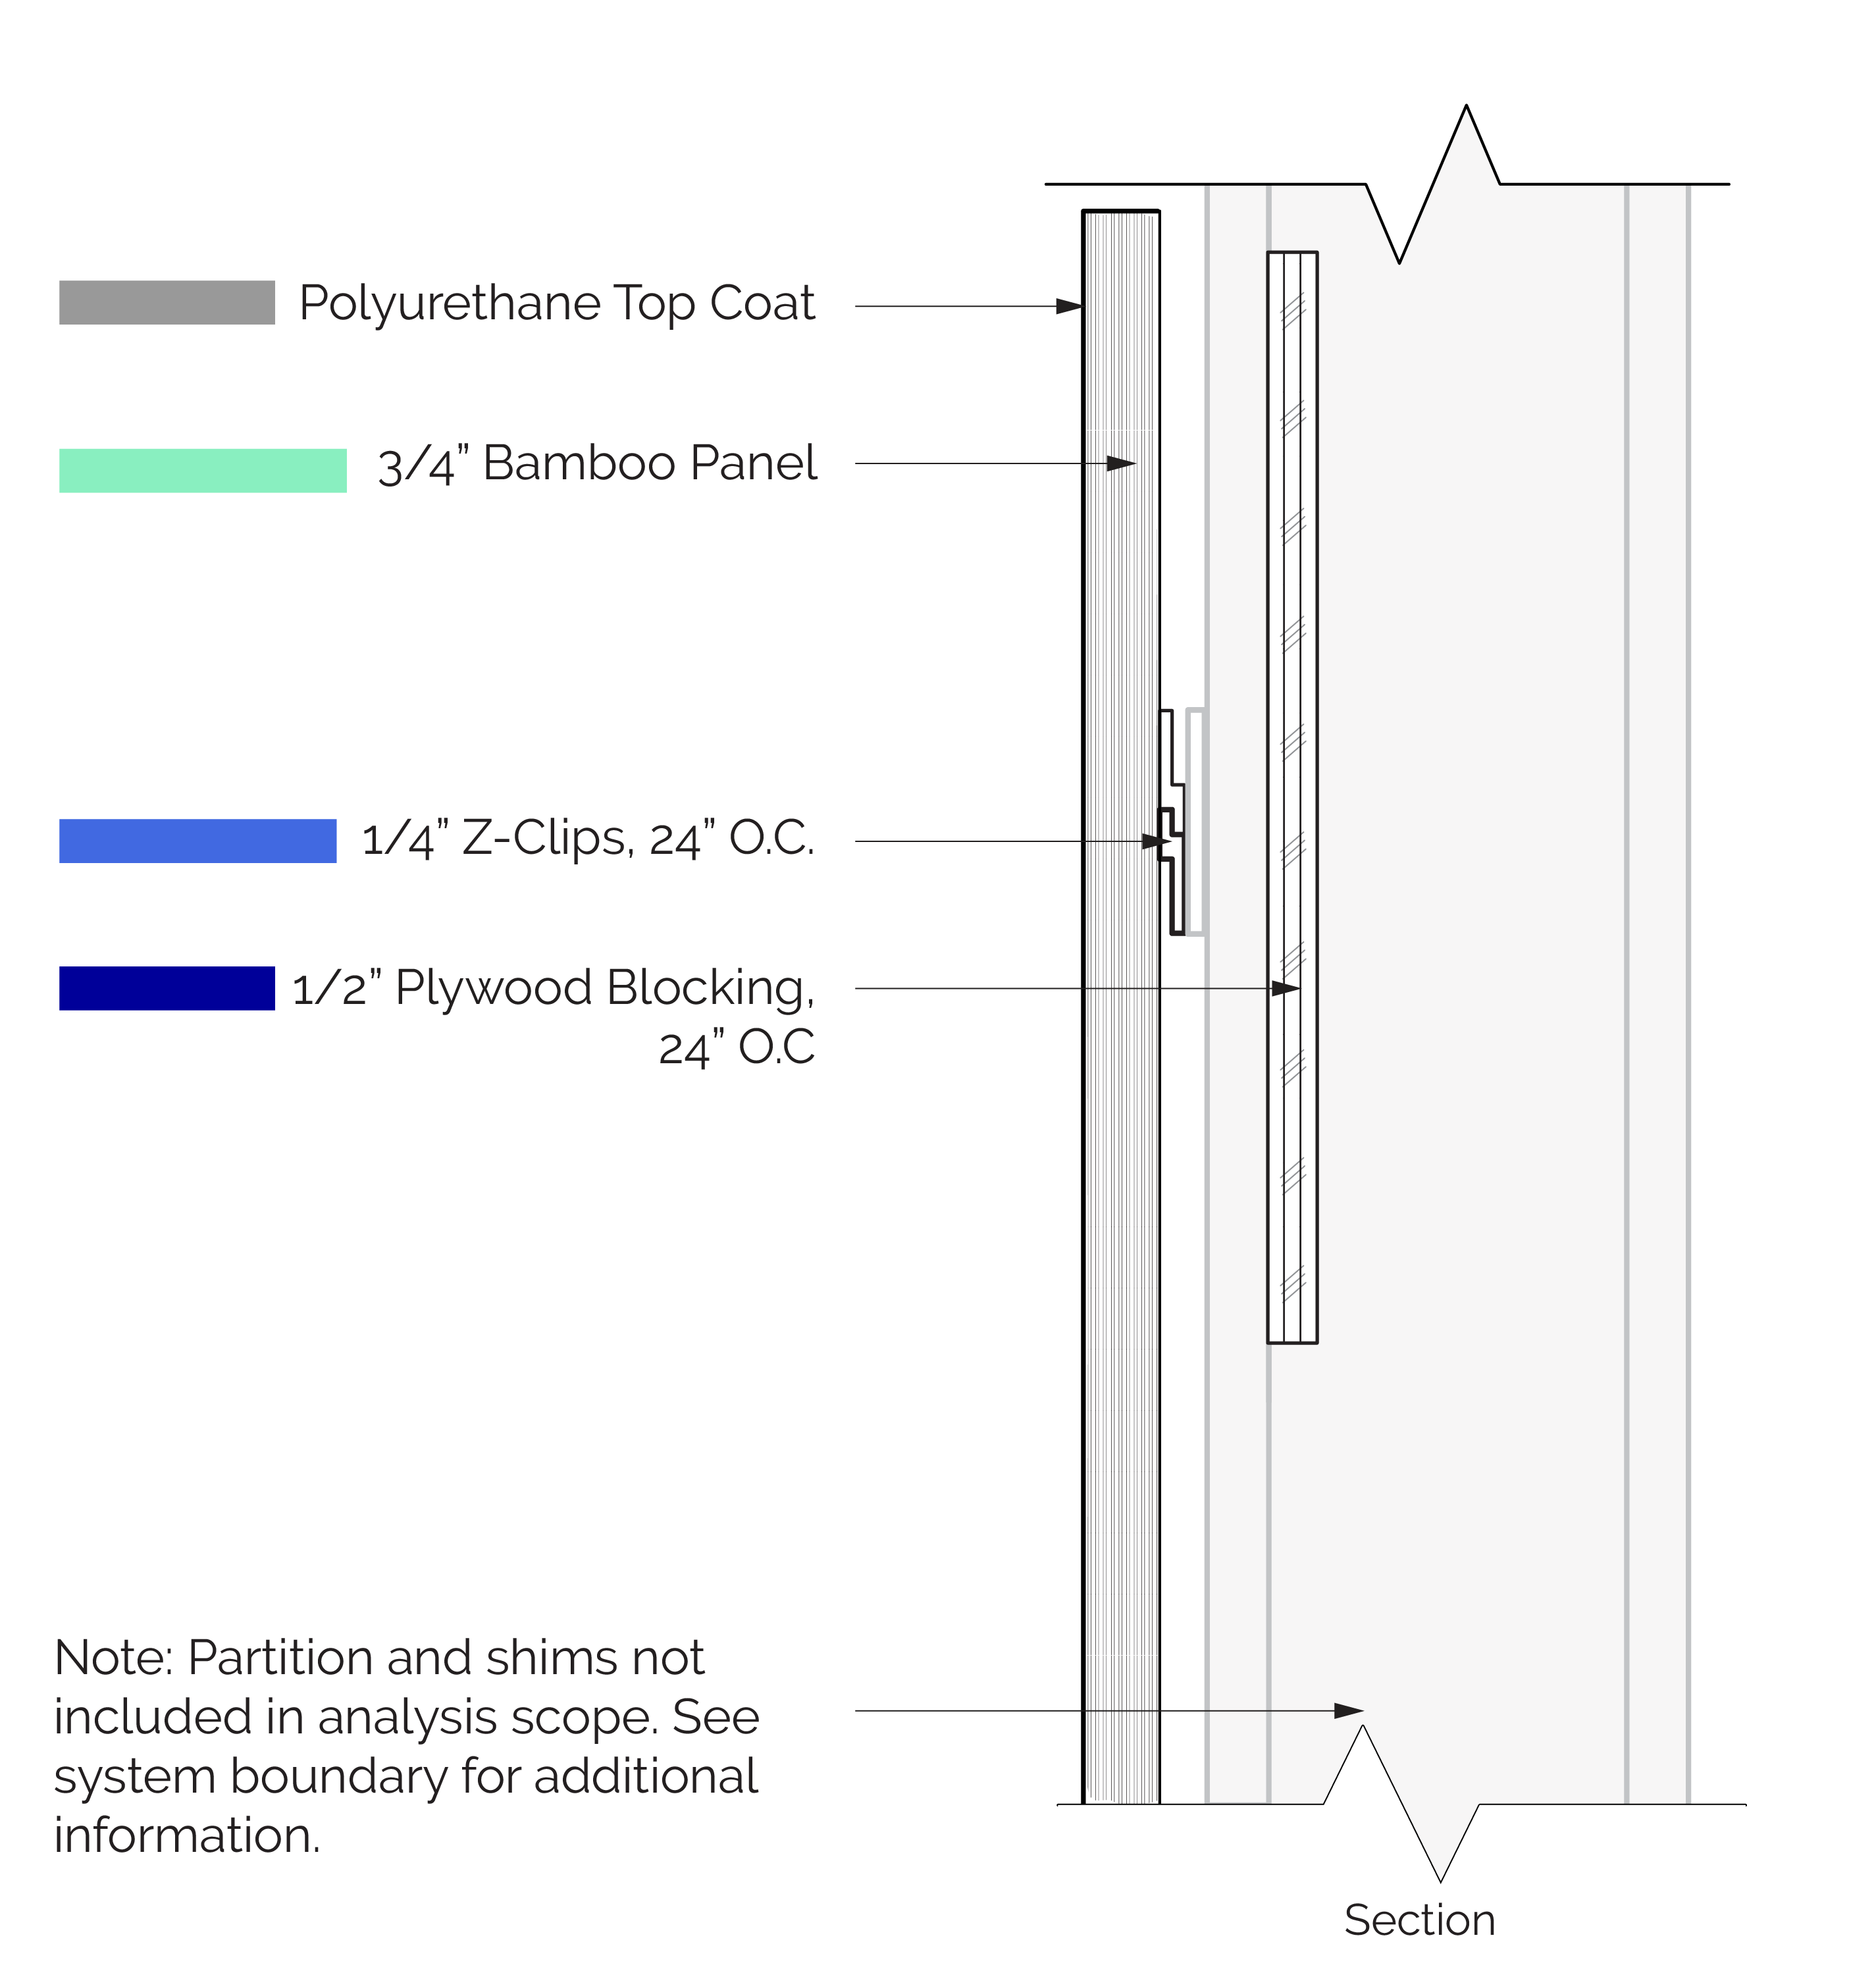 Polyurethane Top Coat
3/4” Bamboo Panel
1/4” Z-Clips, 24” O.C.
1/2” Plywood Blocking,
24” O.C
Note: Partition and shims not
included in analysis scope. See
system boundary for additional
information.
Section